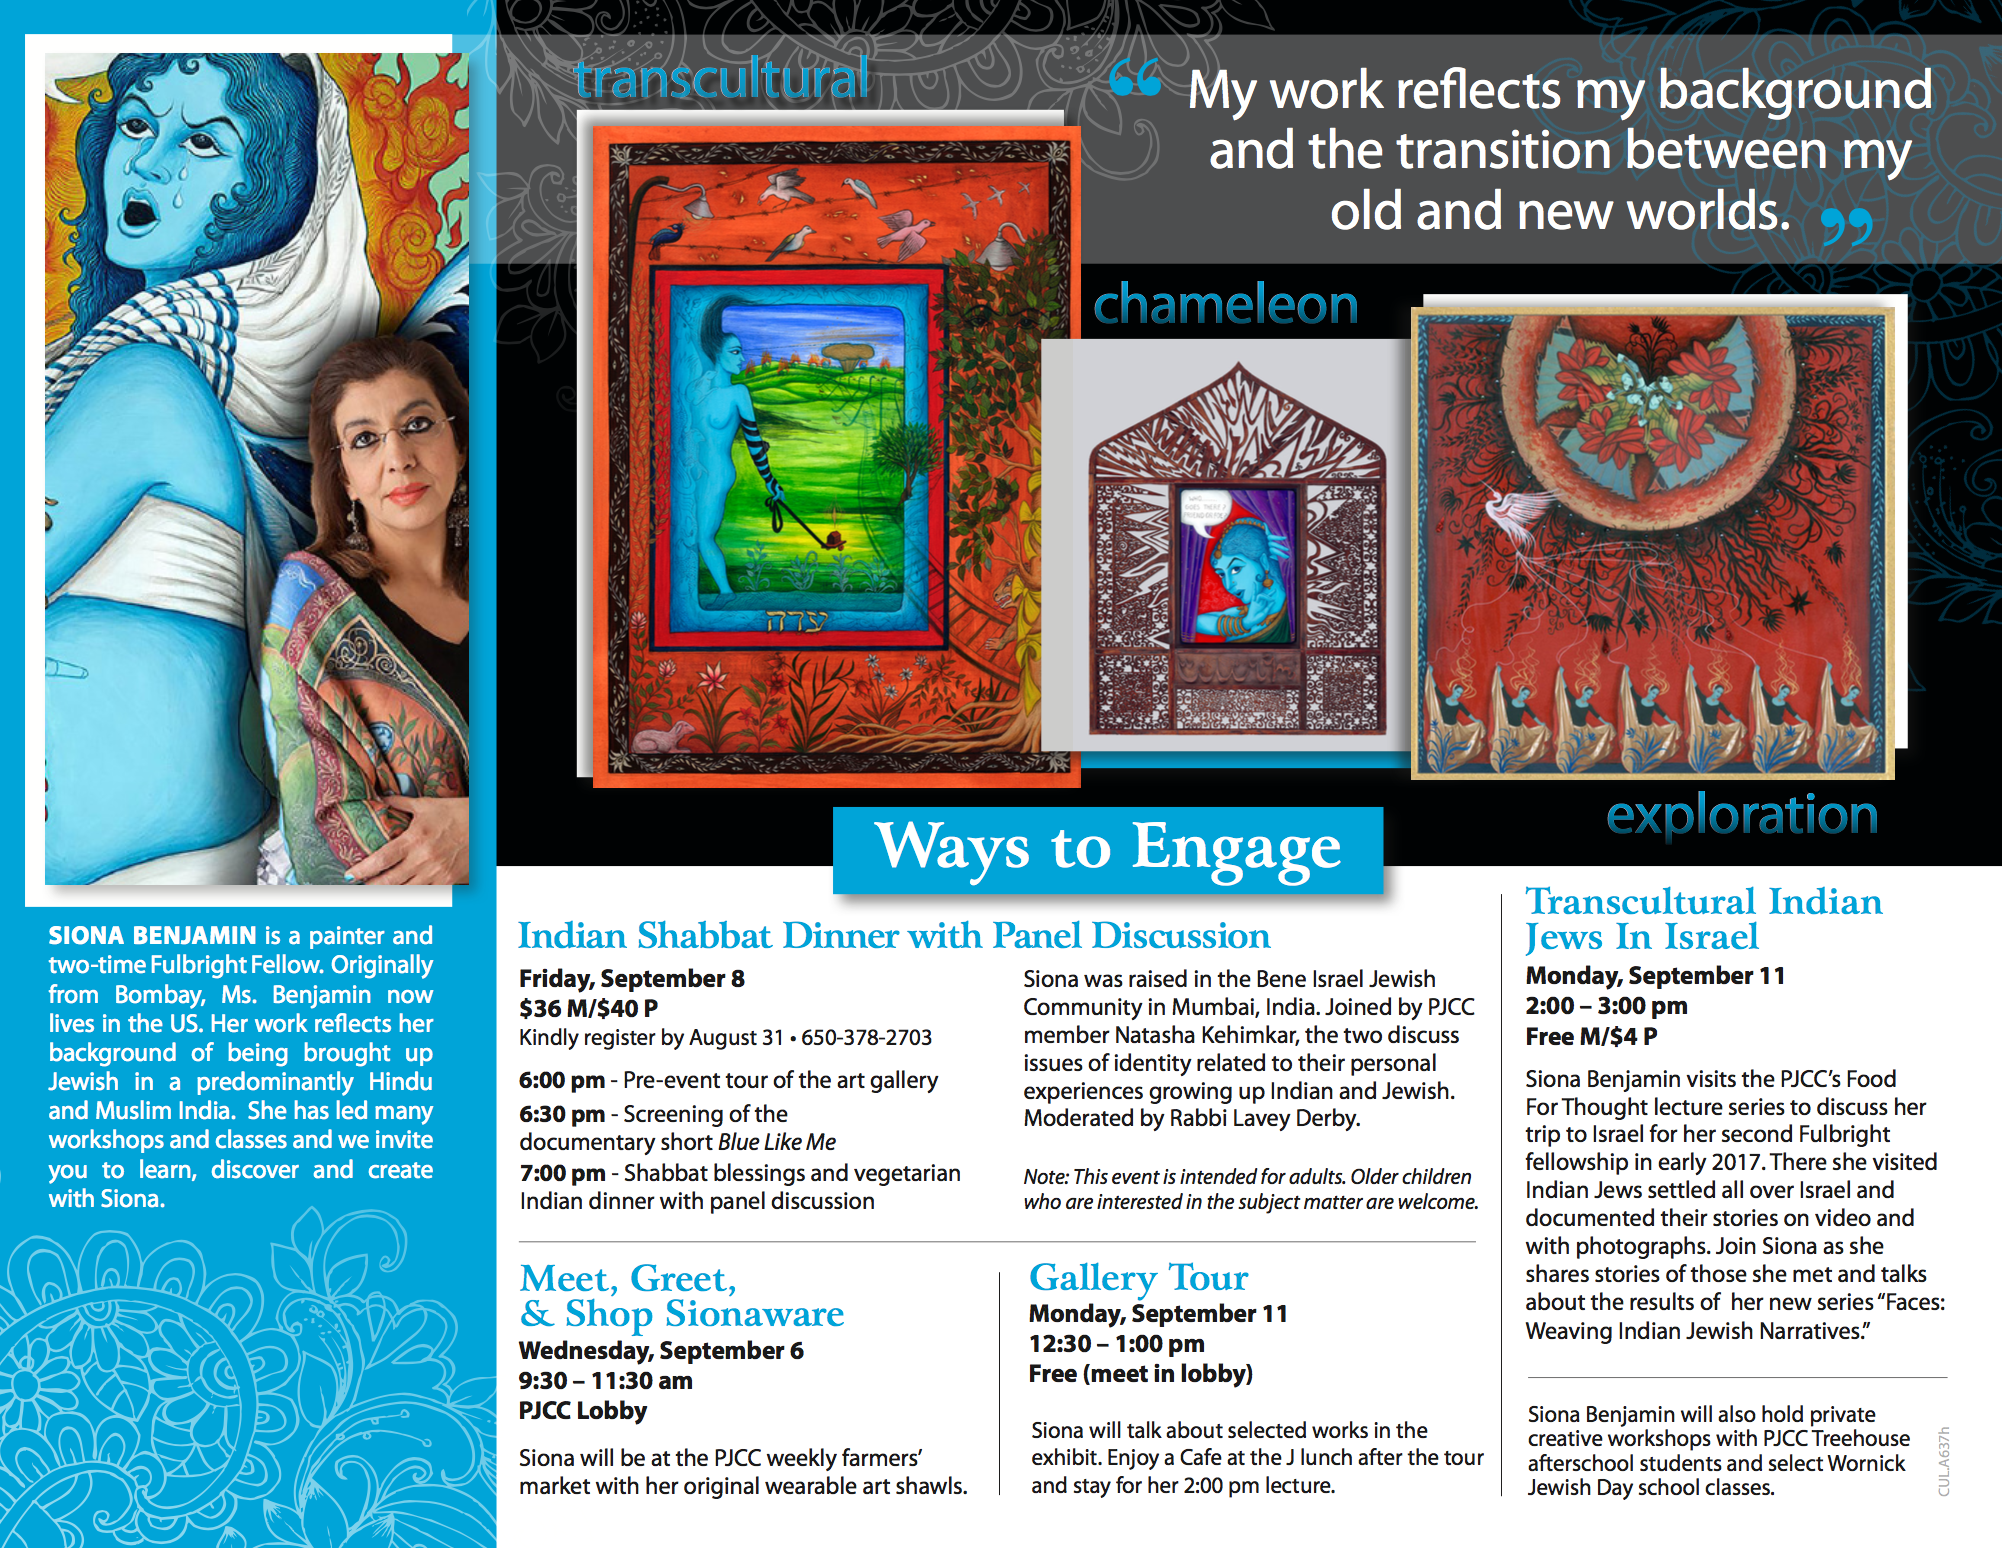 transcultural
“ My work reflects my background
and the transition between my
old and new worlds. ”
chameleon
WHO......
GOES THERE?
עדה
exploration
Ways to Engage
SIONA BENJAMIN is a painter and
two-time Fulbright Fellow. Originally
from Bombay, Ms. Benjamin now
lives in the US. Her work reflects her
background of being brought up
Jewish in a predominantly Hindu
and Muslim India. She has led many
workshops and classes and we invite
you to learn, discover and create
with Siona.
Indian Shabbat Dinner with Panel Discussion
Friday, September 8
$36 M/$40 P
Kindly register by August 31 • 650-378-2703
6:00 pm - Pre-event tour of the art gallery
6:30 pm - Screening of the
documentary short Blue Like Me
7:00 pm - Shabbat blessings and vegetarian
Indian dinner with panel discussion
Siona was raised in the Bene Israel Jewish
Community in Mumbai, India. Joined by PJCC
member Natasha Kehimkar, the two discuss
issues of identity related to their personal
experiences growing up Indian and Jewish.
Moderated by Rabbi Lavey Derby.
Note: This event is intended for adults. Older children
who are interested in the subject matter are welcome.
Meet, Greet,
& Shop Sionaware
Wednesday, September 6
9:30 – 11:30 am
PJCC Lobby
Siona will be at the PJCC weekly farmers’
market with her original wearable art shawls.
Gallery Tour
Monday, September 11
12:30 – 1:00 pm
Free (meet in lobby)
Siona will talk about selected works in the
exhibit. Enjoy a Cafe at the J lunch after the tour
and stay for her 2:00 pm lecture.
Transcultural Indian
Jews In Israel
Monday, September 11
2:00 – 3:00 pm
Free M/$4 P
Siona Benjamin visits the PJCC’s Food
For Thought lecture series to discuss her
trip to Israel for her second Fulbright
fellowship in early 2017. There she visited
Indian Jews settled all over Israel and
documented their stories on video and
with photographs. Join Siona as she
shares stories of those she met and talks
about the results of her new series “Faces:
Weaving Indian Jewish Narratives.”
Siona Benjamin will also hold private
creative workshops with PJCC Treehouse
afterschool students and select Wornick
Jewish Day school classes.
CUL.A637h